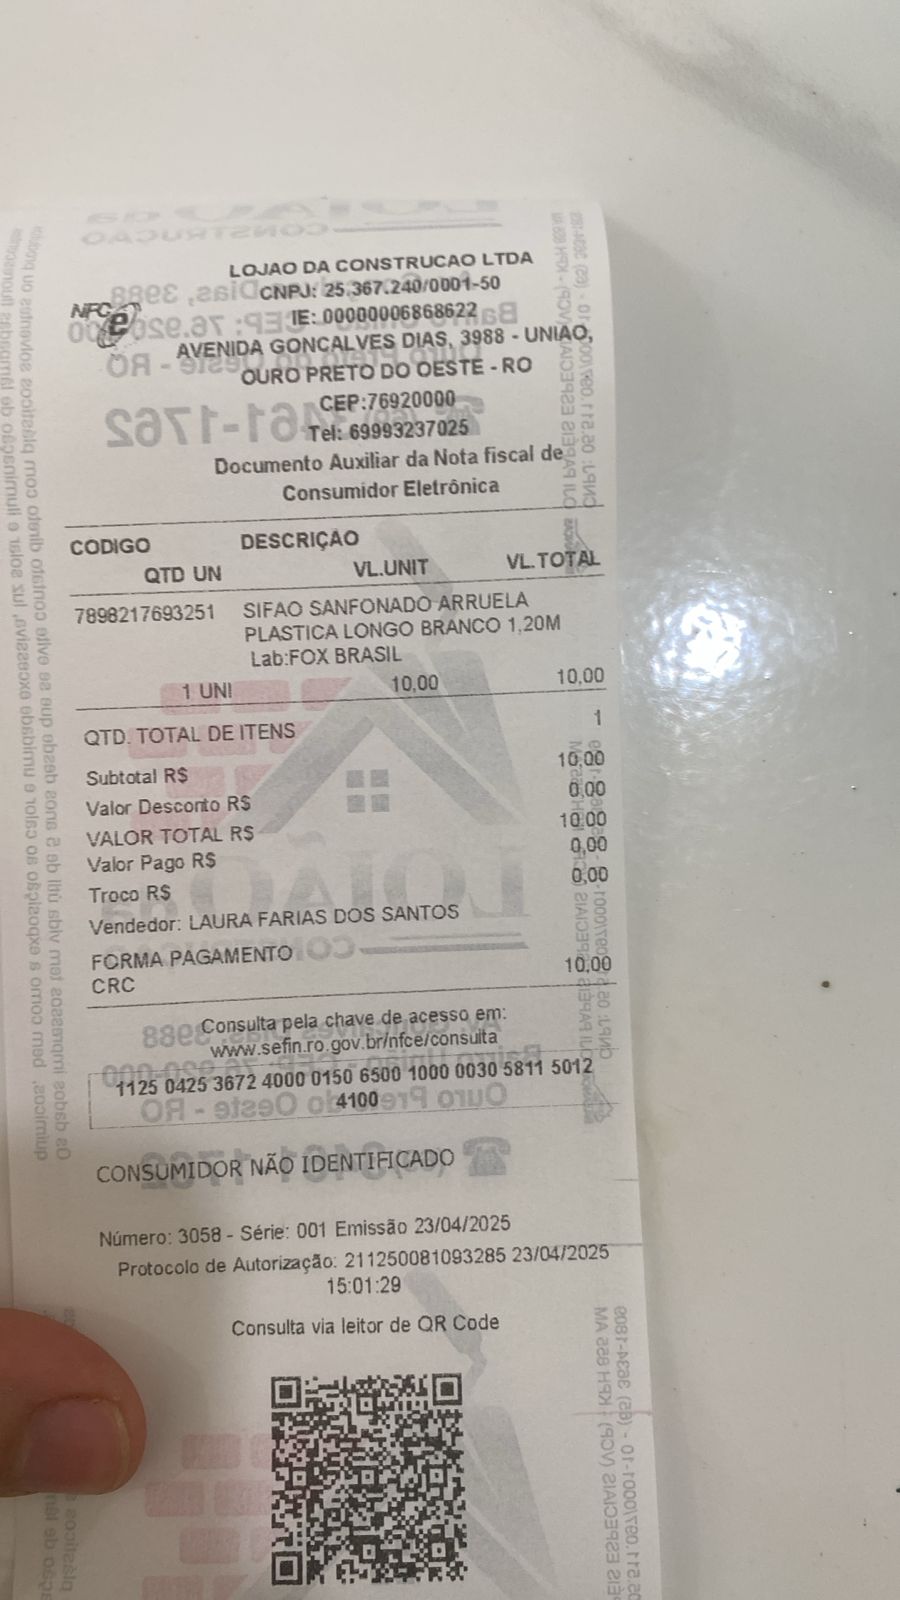 LOJAO DA CONSTRUCAO LTDA
CNPJ: 25.367.240/0001-50
NFC e
IE: 00000006868622
AVENIDA GONCALVES DIAS, 3988 - UNIAO,
OURO PRETO DO OESTE - RO
CEP:76920000
Tel: 69993237025
Documento Auxiliar da Nota fiscal de
Consumidor Eletrônica
CODIGO DESCRIÇÃO
QTD UN VL.UNIT VL.TOTAL
7898217693251 SIFAO SANFONADO ARRUELA
PLASTICA LONGO BRANCO 1,20M
Lab:FOX BRASIL
1 UNI 10,00 10,00
QTD. TOTAL DE ITENS 1
Subtotal R$ 10,00
Valor Desconto R$ 0,00
VALOR TOTAL R$ 10,00
Valor Pago R$ 0,00
Troco R$ 0,00
Vendedor: LAURA FARIAS DOS SANTOS
FORMA PAGAMENTO
CRC 10,00
Consulta pela chave de acesso em:
www.sefin.ro.gov.br/nfce/consulta
1125 0425 3672 4000 0150 6500 1000 0030 5811 5012
4100
CONSUMIDOR NÃO IDENTIFICADO
Número: 3058 - Série: 001 Emissão 23/04/2025
Protocolo de Autorização: 211250081093285 23/04/2025
15:01:29
Consulta via leitor de QR Code